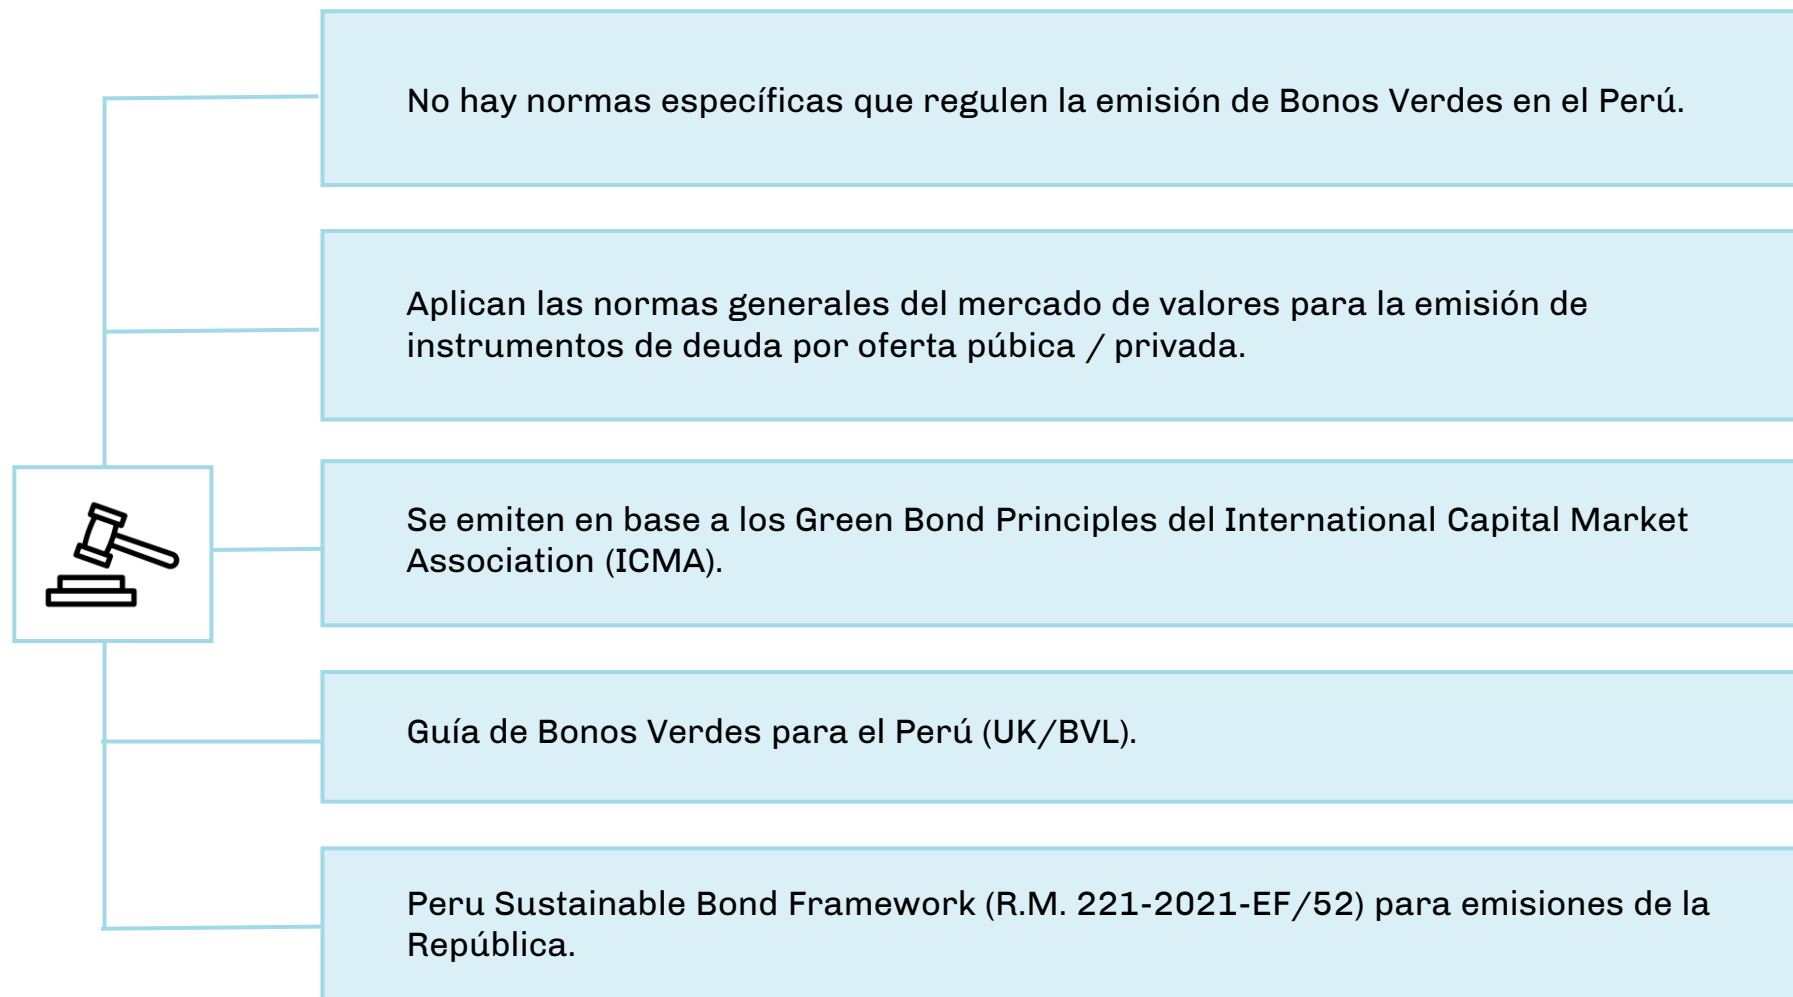 No hay normas específicas que regulen la emisión de Bonos Verdes en el Perú.
Aplican las normas generales del mercado de valores para la emisión de
instrumentos de deuda por oferta púbica / privada.
Se emiten en base a los Green Bond Principles del International Capital Market
Association (ICMA).
Guía de Bonos Verdes para el Perú (UK/BVL).
Peru Sustainable Bond Framework (R.M. 221-2021-EF/52) para emisiones de la
República.